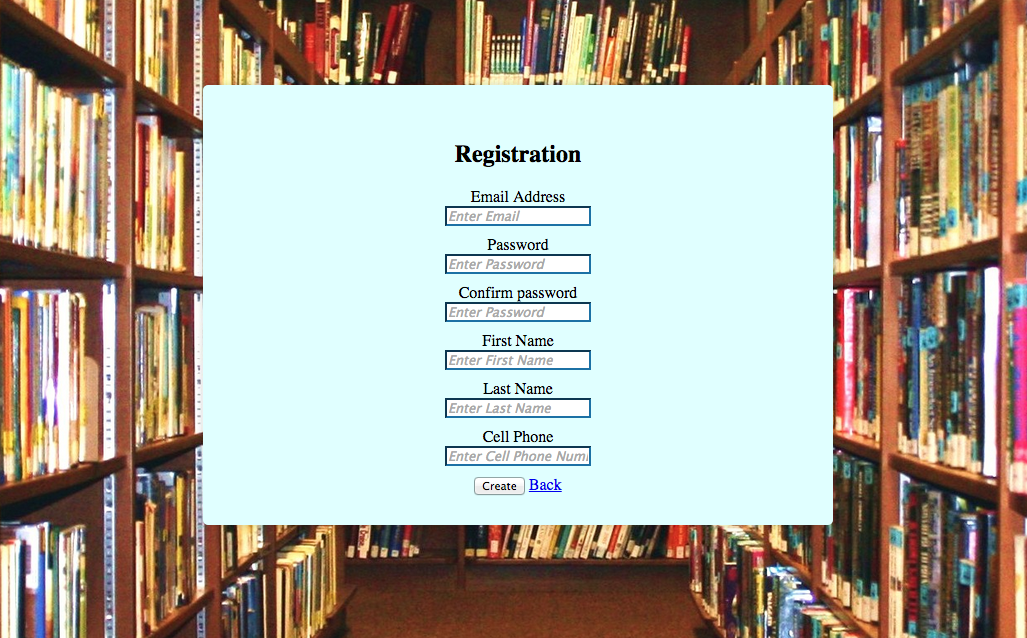 Registration
Email Address
Enter Email
Password
Enter Password
Confirm password
Enter Password
First Name
Enter First Name
Last Name
Enter Last Name
Cell Phone
Enter Cell Phone Num
Create Back